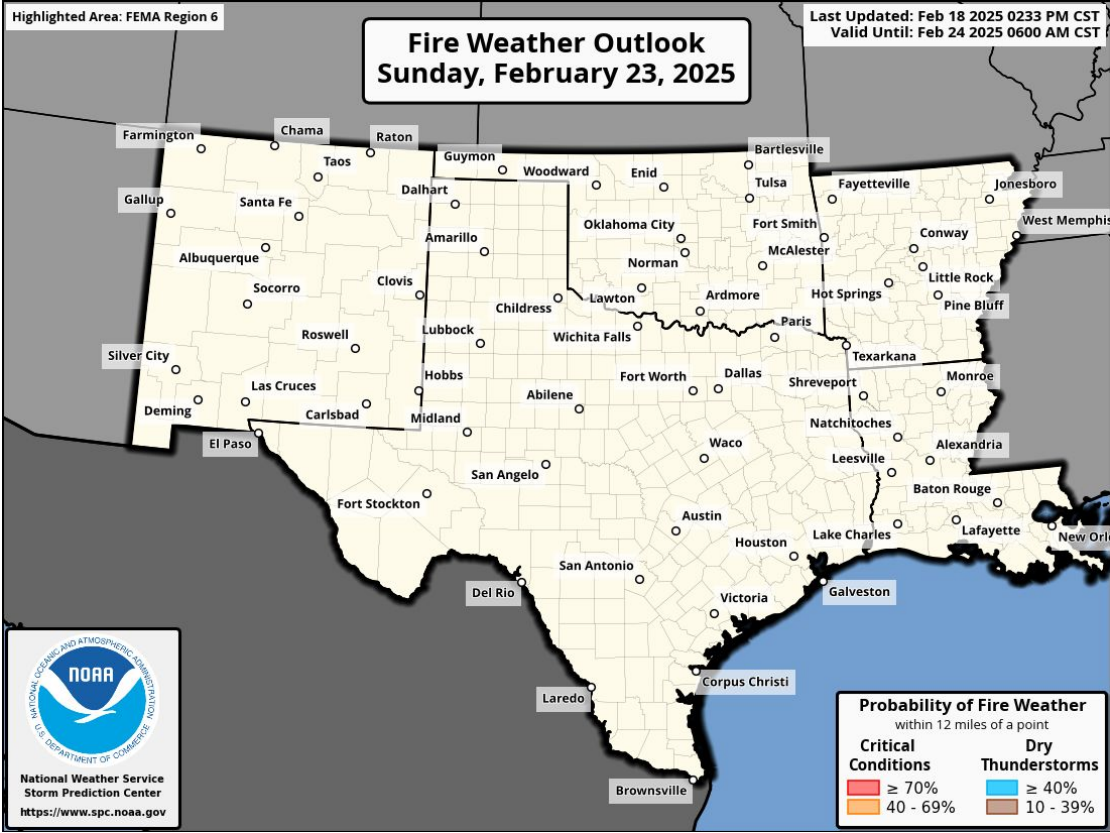 Highlighted Area: FEMA Region 6
Fire Weather Outlook
Sunday, February 23, 2025
Last Updated: Feb 18 2025 0233 PM CST
Valid Until: Feb 24 2025 0600 AM CST
Farmington
Chama
Raton
Taos
Guymon
Woodward
Enid
Bartlesville
Tulsa
Fayetteville
Jonesboro
Gallup
Santa Fe
Dalhart
Oklahoma City
Fort Smith
West Memphis
Albuquerque
Amarillo
Norman
McAlester
Conway
Little Rock
Socorro
Clovis
Childress
Lawton
Ardmore
Hot Springs
Pine Bluff
Roswell
Lubbock
Wichita Falls
Paris
Texarkana
Silver City
Las Cruces
Hobbs
Fort Worth
Dallas
Shreveport
Monroe
Deming
Carlsbad
Midland
Abilene
Natchitoches
El Paso
San Angelo
Waco
Leesville
Alexandria
Fort Stockton
Austin
Baton Rouge
Houston
Lake Charles
Lafayette
New Orl
San Antonio
Del Rio
Victoria
Galveston
Laredo
Corpus Christi
Brownsville
NATIONAL OCEANIC AND ATMOSPHERIC ADMINISTRATION
NOAA
U.S. DEPARTMENT OF COMMERCE
National Weather Service
Storm Prediction Center
https://www.spc.noaa.gov
Probability of Fire Weather
within 12 miles of a point
Critical Conditions
≥ 70%
40 - 69%
Dry Thunderstorms
≥ 40%
10 - 39%